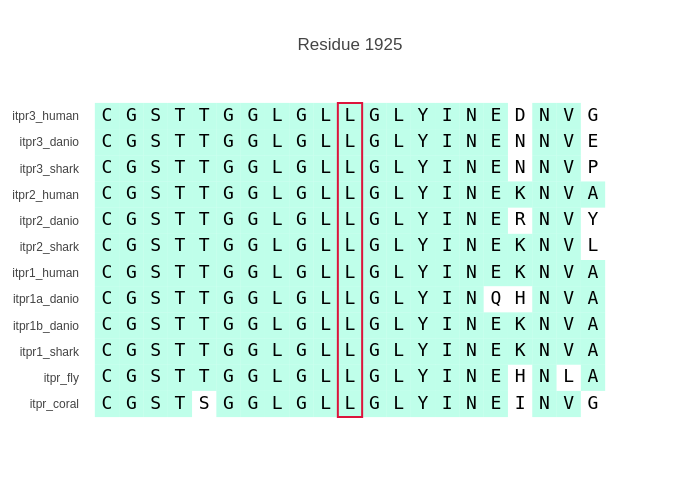 Residue 1925
itpr3_human C G S T T G G L G L L G L Y I N E D N V G
itpr3_danio C G S T T G G L G L L G L Y I N E N N V E
itpr3_shark C G S T T G G L G L L G L Y I N E N N V P
itpr2_human C G S T T G G L G L L G L Y I N E K N V A
itpr2_danio C G S T T G G L G L L G L Y I N E R N V Y
itpr2_shark C G S T T G G L G L L G L Y I N E K N V L
itpr1_human C G S T T G G L G L L G L Y I N E K N V A
itpr1a_danio C G S T T G G L G L L G L Y I N Q H N V A
itpr1b_danio C G S T T G G L G L L G L Y I N E K N V A
itpr1_shark C G S T T G G L G L L G L Y I N E K N V A
itpr_fly C G S T T G G L G L L G L Y I N E H N L A
itpr_coral C G S T S G G L G L L G L Y I N E I N V G